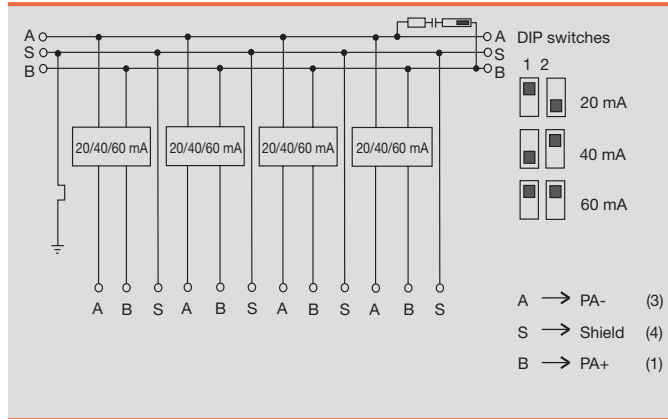 A A DIP switches
S S
B B
1 2
20 mA
20/40/60 mA 20/40/60 mA 20/40/60 mA 20/40/60 mA
40 mA
60 mA
A B S A B S A B S A B S
A → PA- (3)
S → Shield (4)
B → PA+ (1)